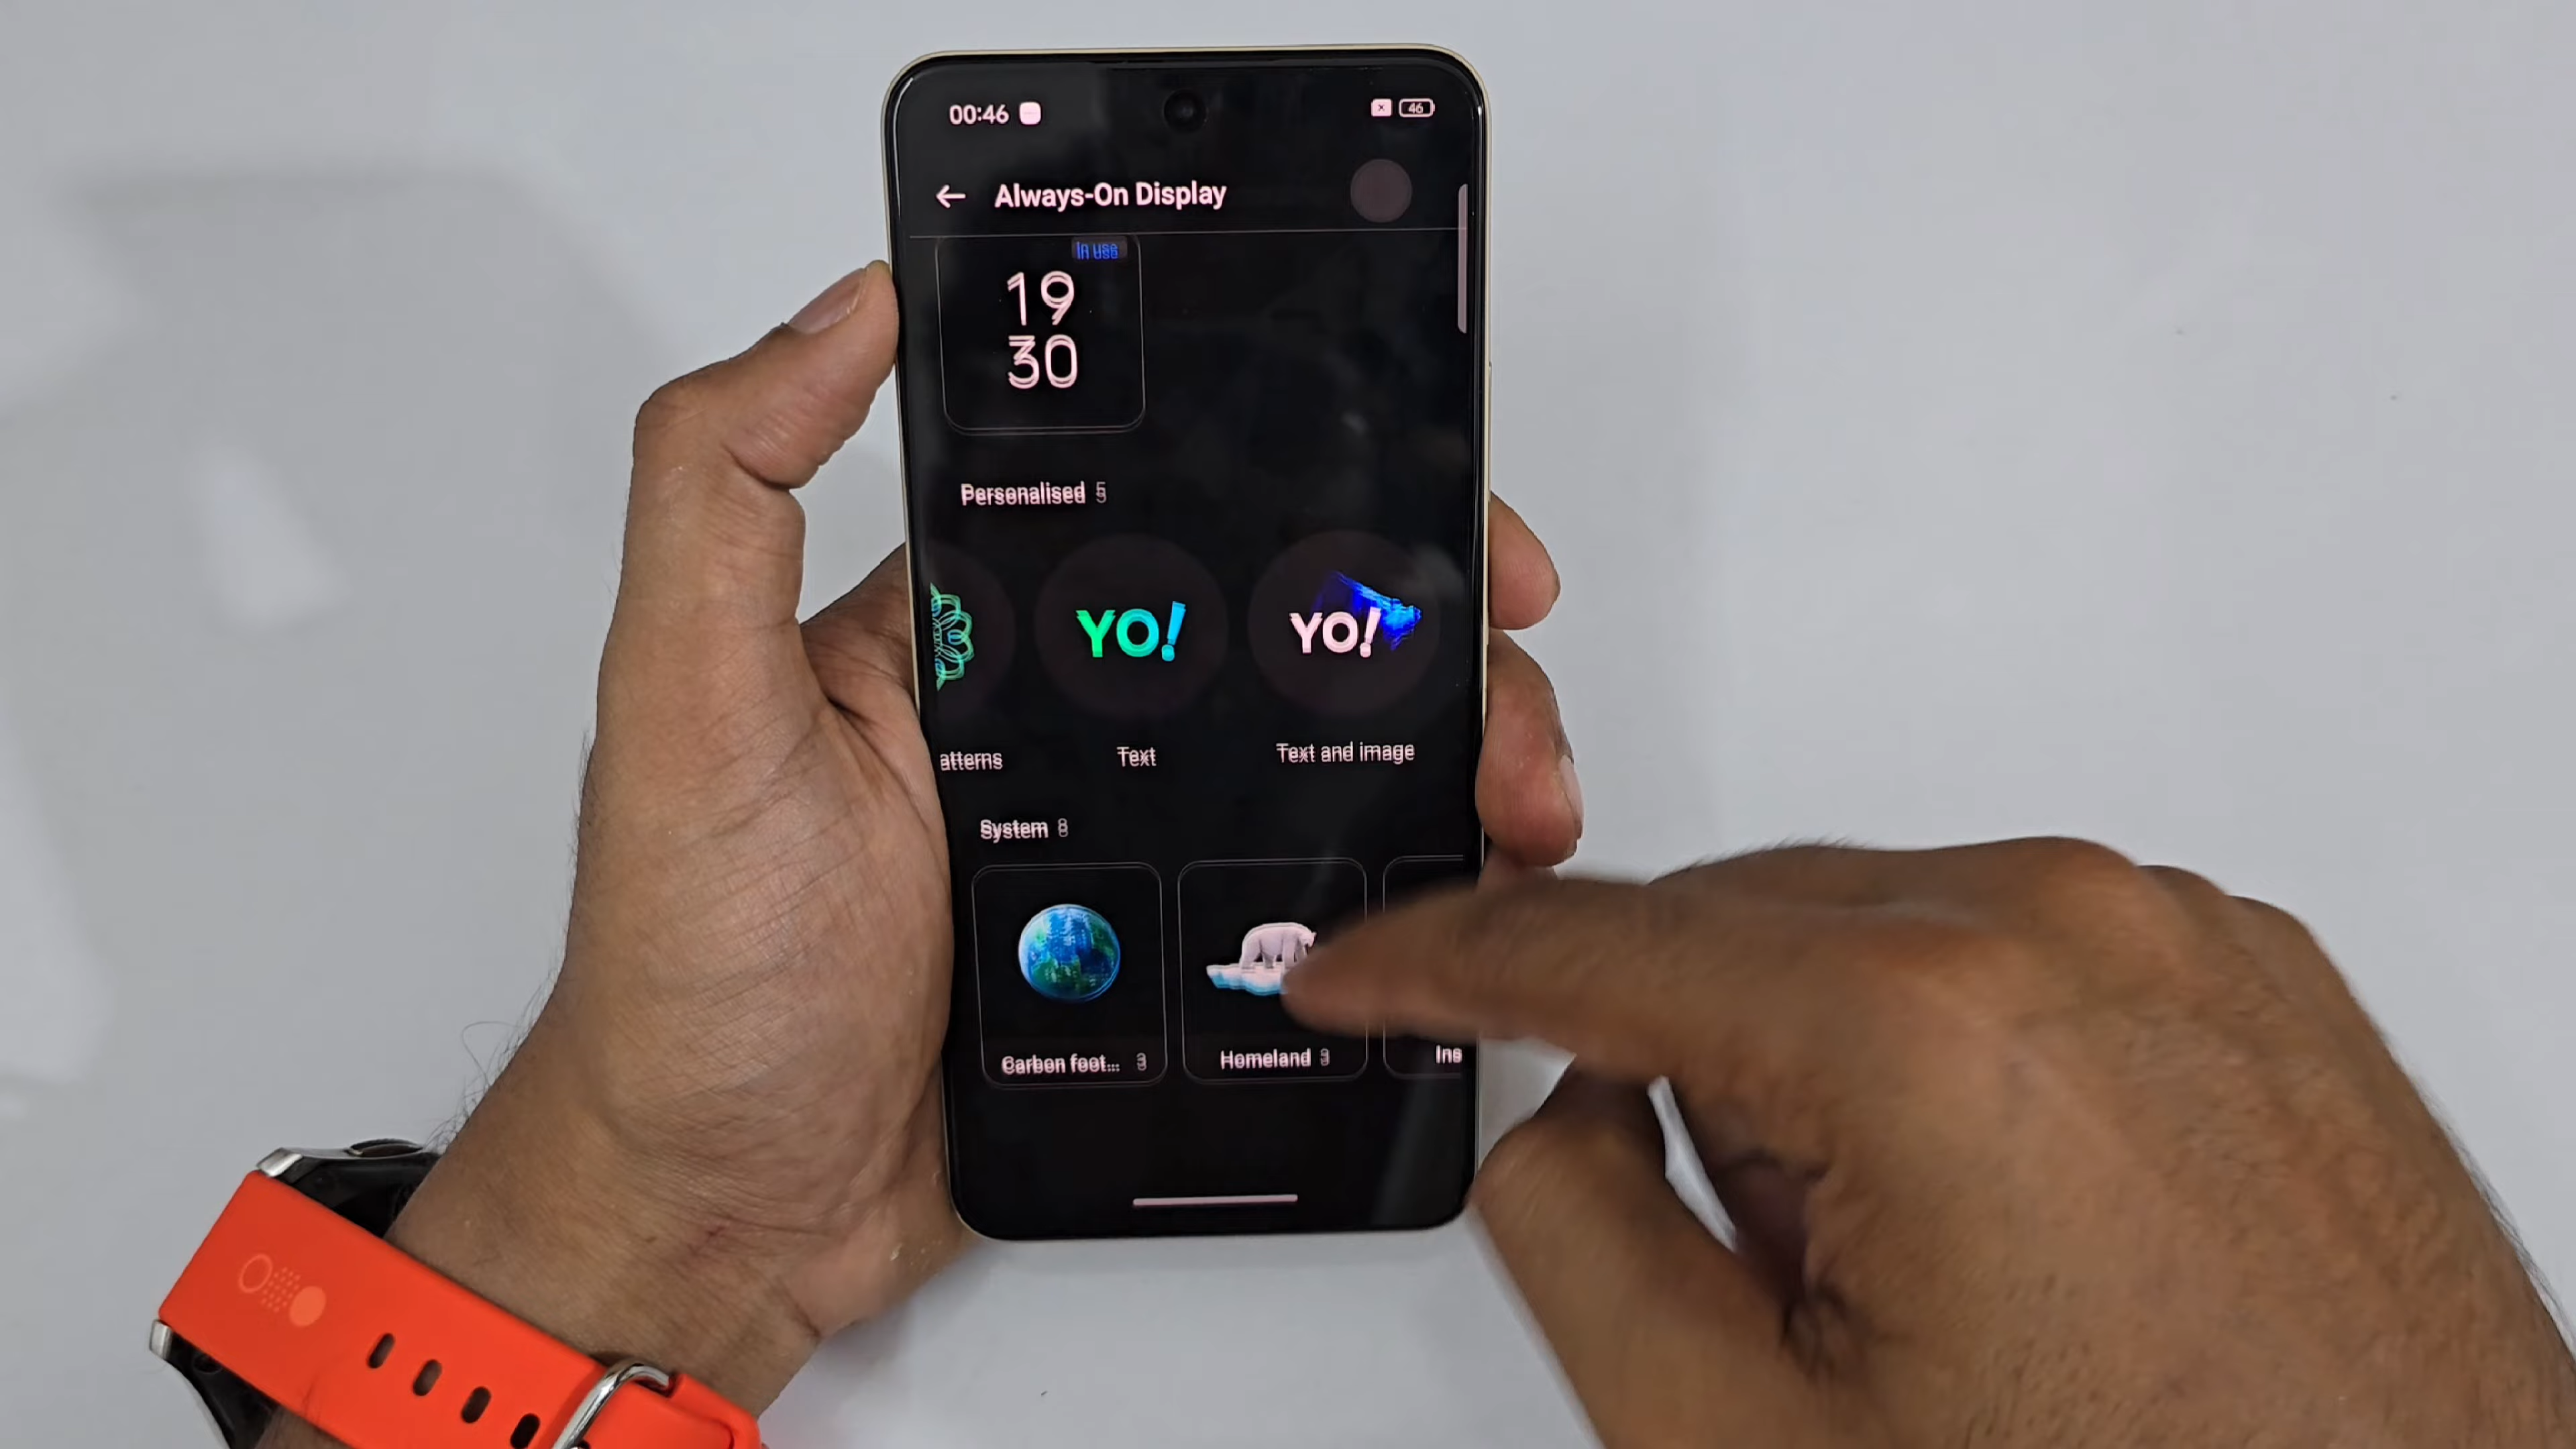 00:46
46
Always-On Display
In use
19
30
Personalised 5
YO!
YO!
atterns
Text
Text and image
System 8
Carbon foot... 3
Homeland 3
Ins